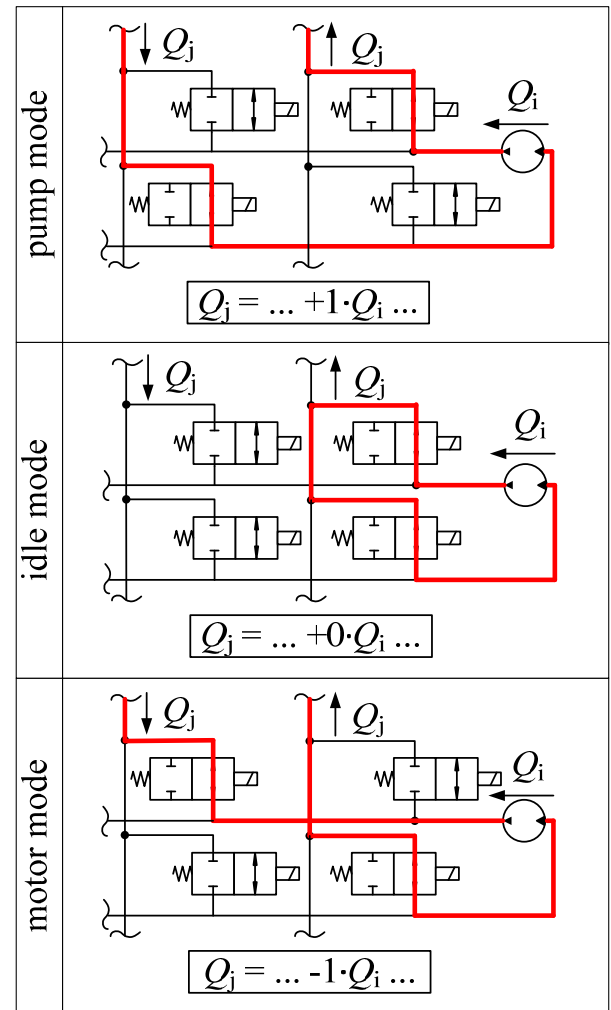 pump mode
Qj
Qj
Qi
Qj = ... +1·Qi ...
idle mode
Qj
Qj
Qi
Qj = ... +0·Qi ...
motor mode
Qj
Qj
Qi
Qj = ... -1·Qi ...